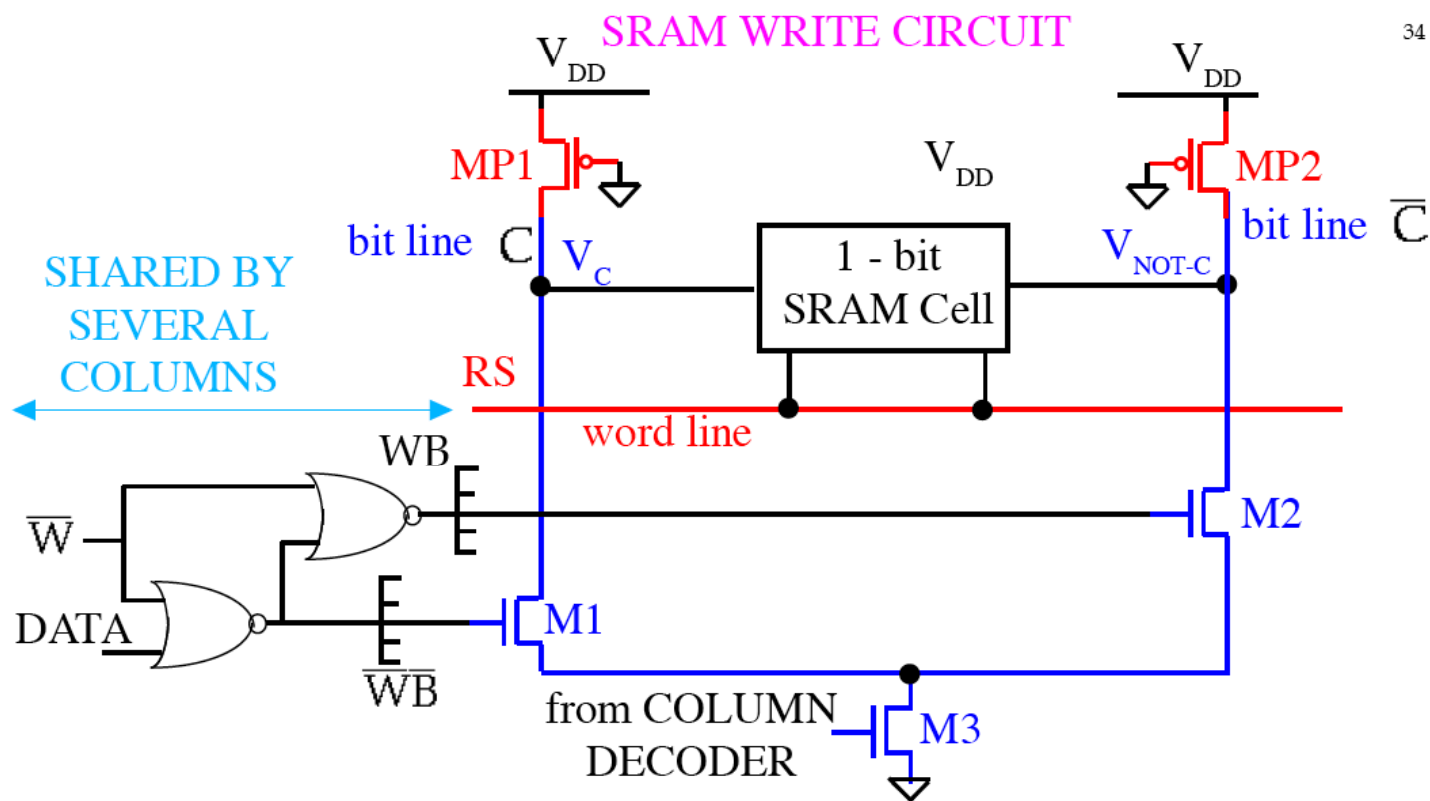 SRAM WRITE CIRCUIT
34
V_DD
V_DD
MP1
V_DD
MP2
bit line C
V_C
1 - bit
SRAM Cell
V_NOT-C
bit line C̅
SHARED BY
SEVERAL
COLUMNS
RS
word line
WB
W̅
M2
DATA
M1
W̅B̅
from COLUMN
DECODER
M3